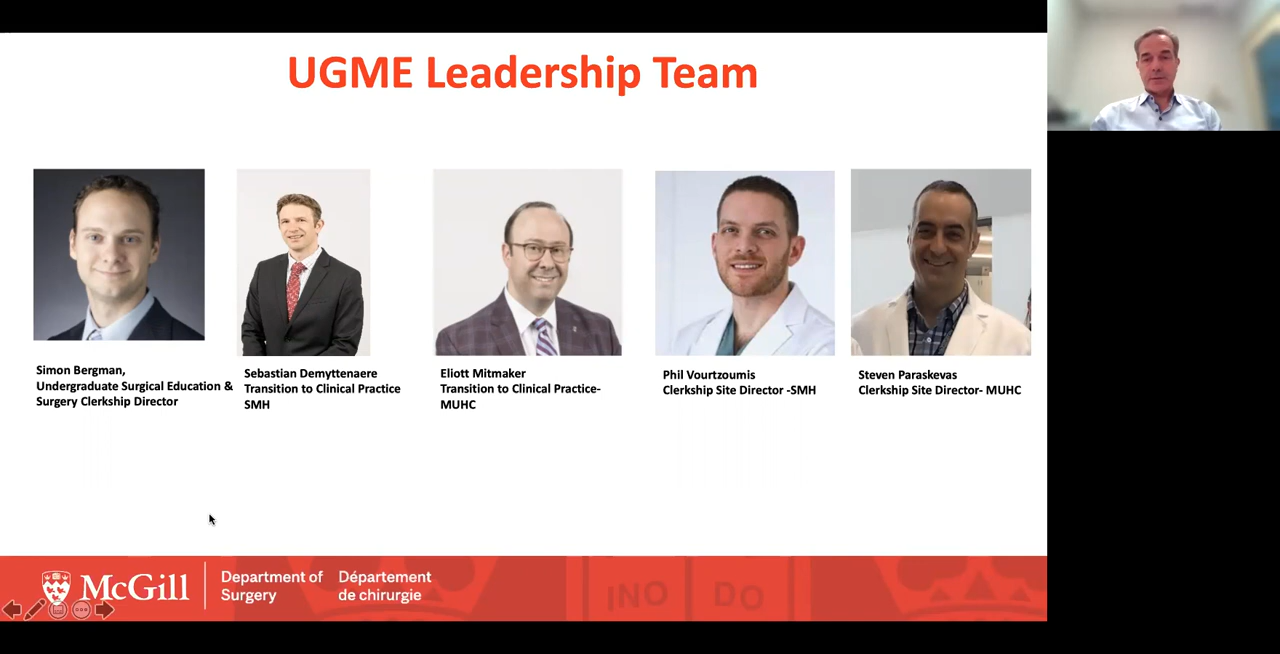 UGME Leadership Team
Simon Bergman,
Undergraduate Surgical Education &
Surgery Clerkship Director
Sebastian Demyttenaere
Transition to Clinical Practice
SMH
Eliott Mitmaker
Transition to Clinical Practice-
MUHC
Phil Vourtzoumis
Clerkship Site Director -SMH
Steven Paraskevas
Clerkship Site Director- MUHC
McGill
Department of
Surgery
Département
de chirurgie
INO DO